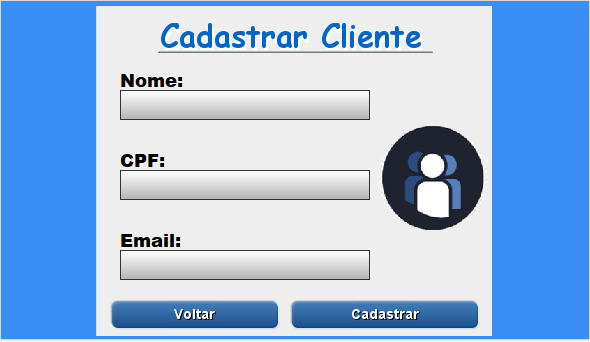 Cadastrar Cliente
Nome:
CPF:
Email:
Voltar Cadastrar